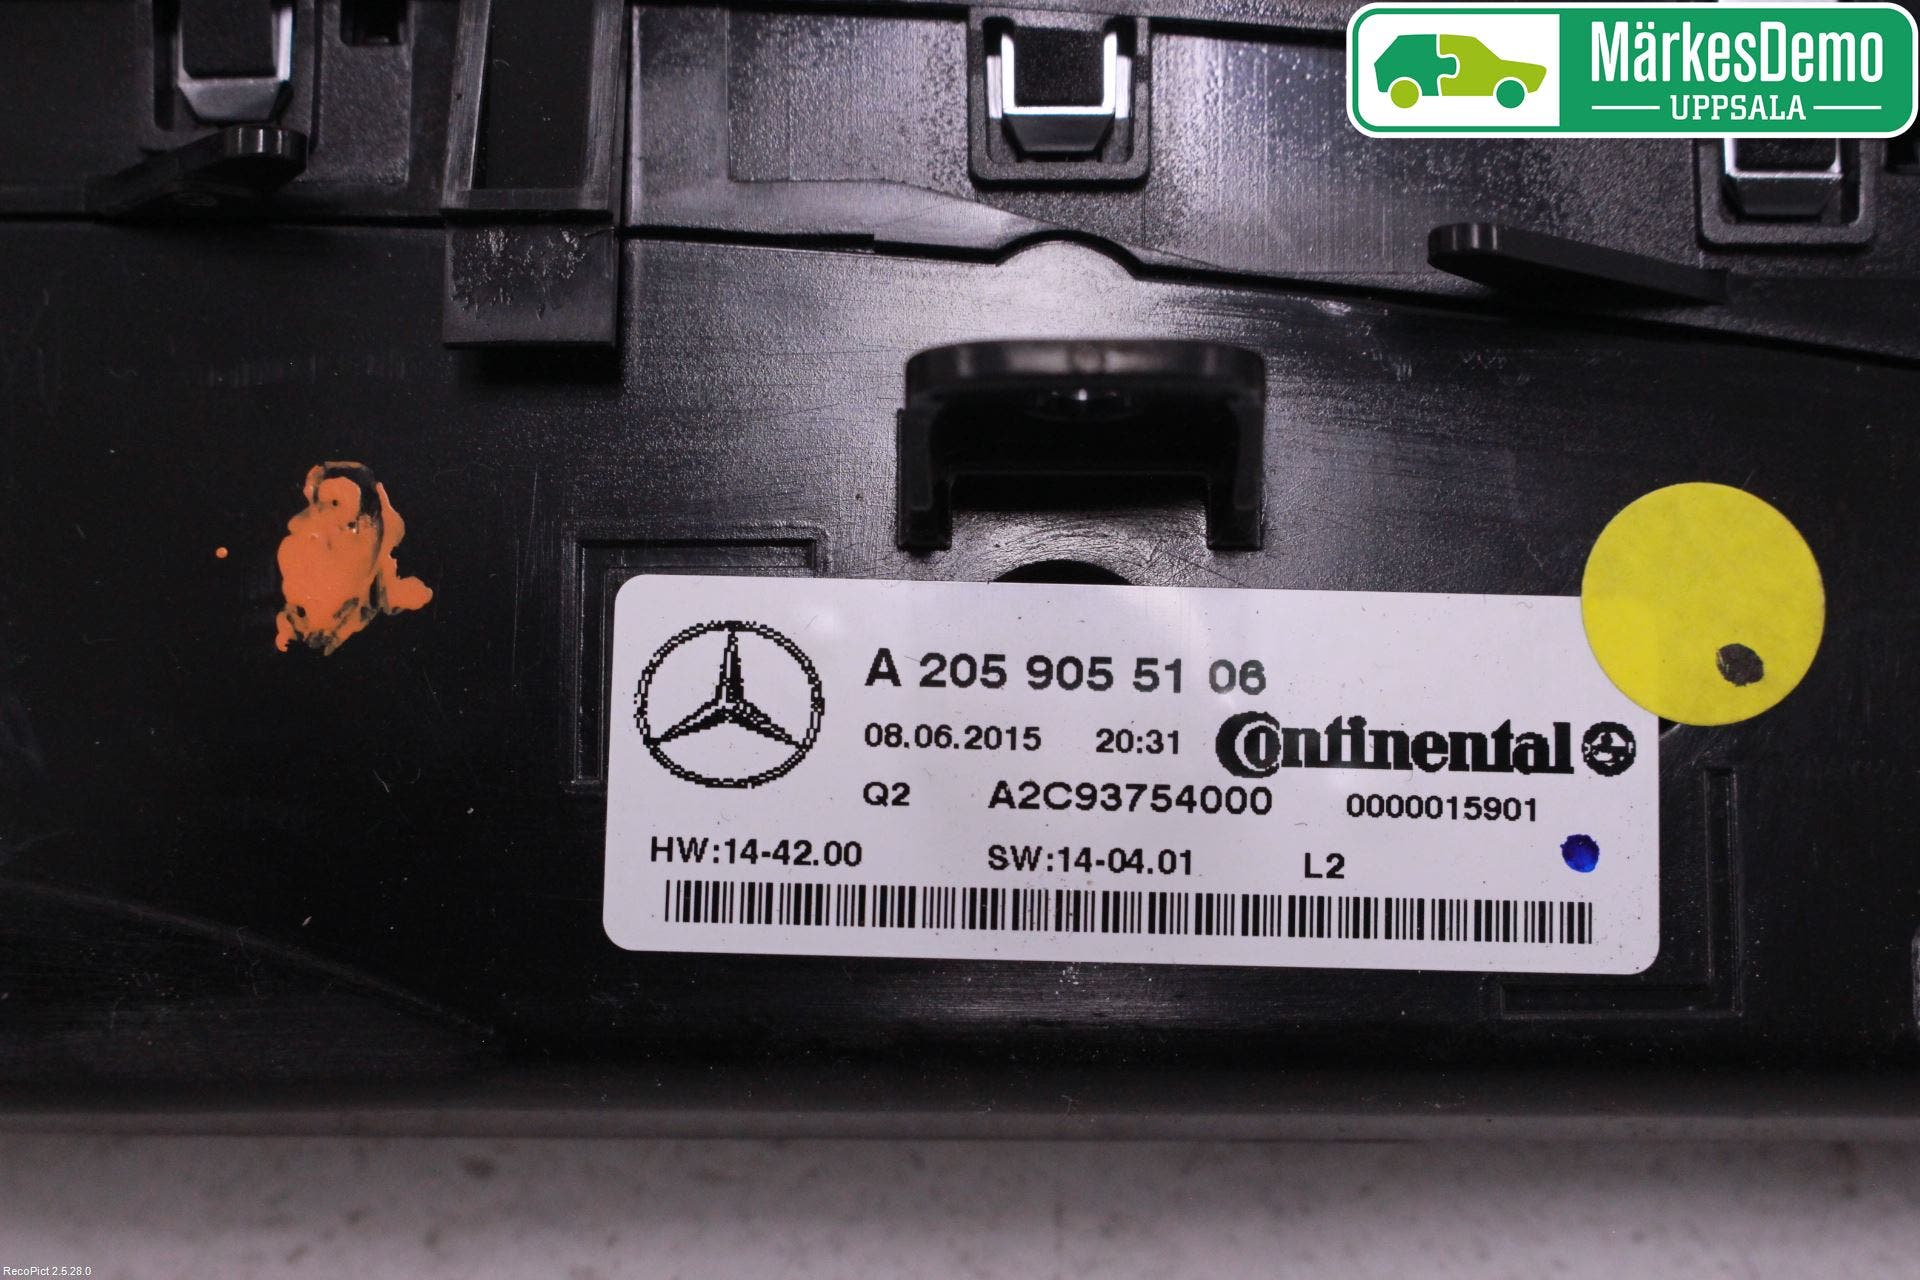 MärkesDemo
UPPSALA
A 205 905 51 06
08.06.2015 20:31 Continental
Q2 A2C93754000 0000015901
HW:14-42.00 SW:14-04.01 L2
RecoPict 2.5.28.0